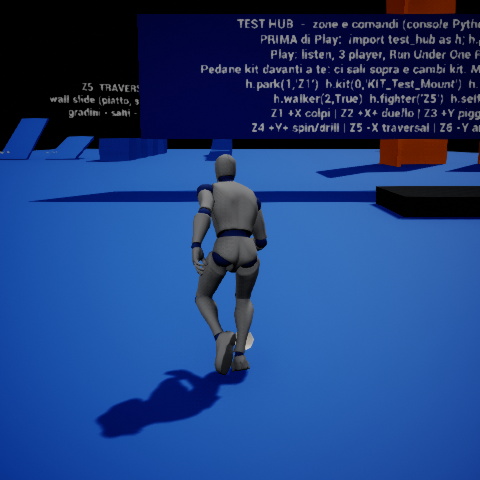 TEST HUB - zone e comandi (console Pytho
PRIMA di Play: import test_hub as h; h.
Play: listen, 3 player, Run Under One P
Pedane kit davanti a te: ci sali sopra e cambi kit. M
h.park(1,'Z1') h.kit(0,'KIT_Test_Mount') h.
h.walker(2,True) h.fighter('Z5') h.self
Z1 +X colpi | Z2 +X+ duello | Z3 +Y pigg
Z4 +Y+ spin/drill | Z5 -X traversal | Z6 -Y ar
Z5 TRAVERS
wall slide (piatto, s
gradini - salti -